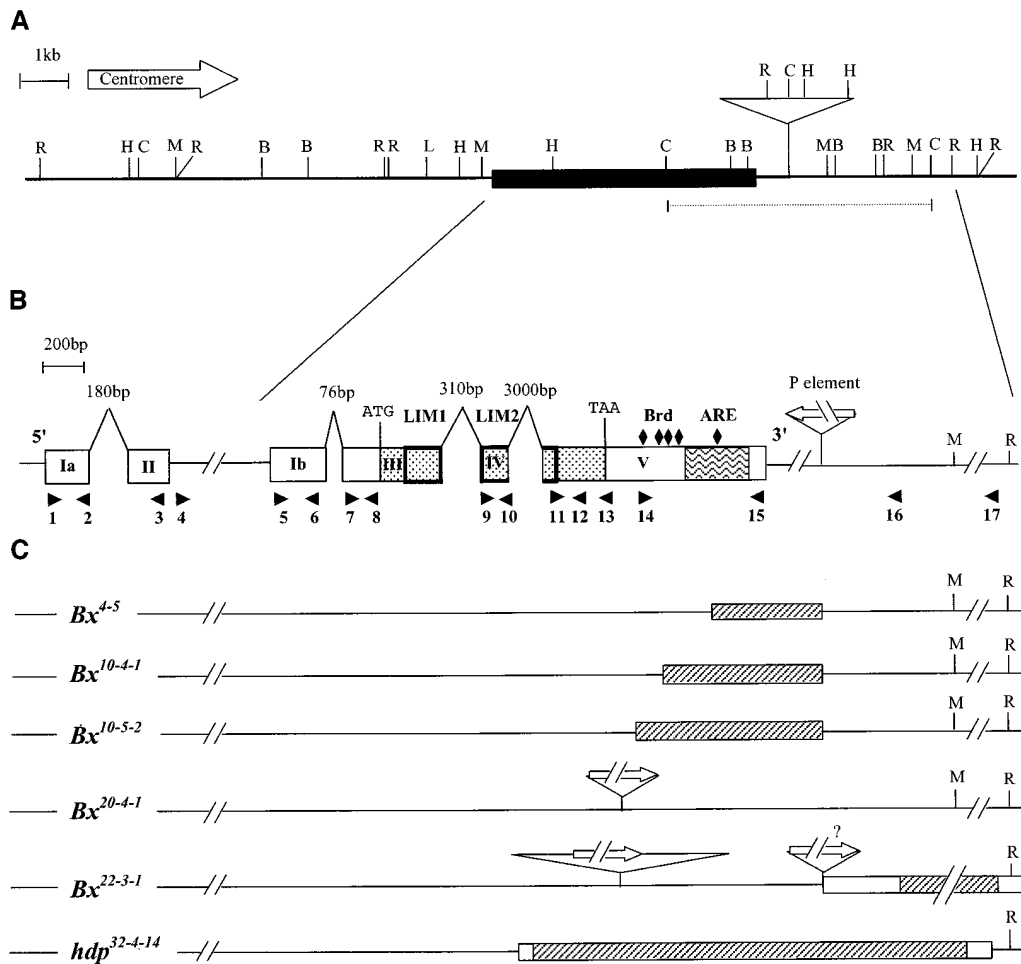 A
1kb
Centromere
R C H H
R H C M R B B R R L H M H C B B M B B R M C R H R
B
200bp
180bp 76bp 310bp 3000bp P element
ATG LIM1 LIM2 TAA Brd ARE
5' 3'
Ia II Ib III IV V M R
1 2 3 4 5 6 7 8 9 10 11 12 13 14 15 16 17
C
Bx4-5 M R
Bx10-4-1 M R
Bx10-5-2 M R
Bx20-4-1 M R
?
Bx22-3-1 R
hdp32-4-14 R